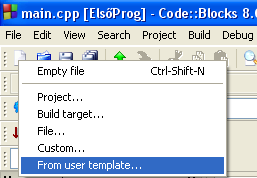 main.cpp [ElsőProg] - Code::Blocks 8.
File Edit View Search Project Build Debug
Empty file Ctrl-Shift-N
Project...
Build target...
File...
Custom...
From user template...